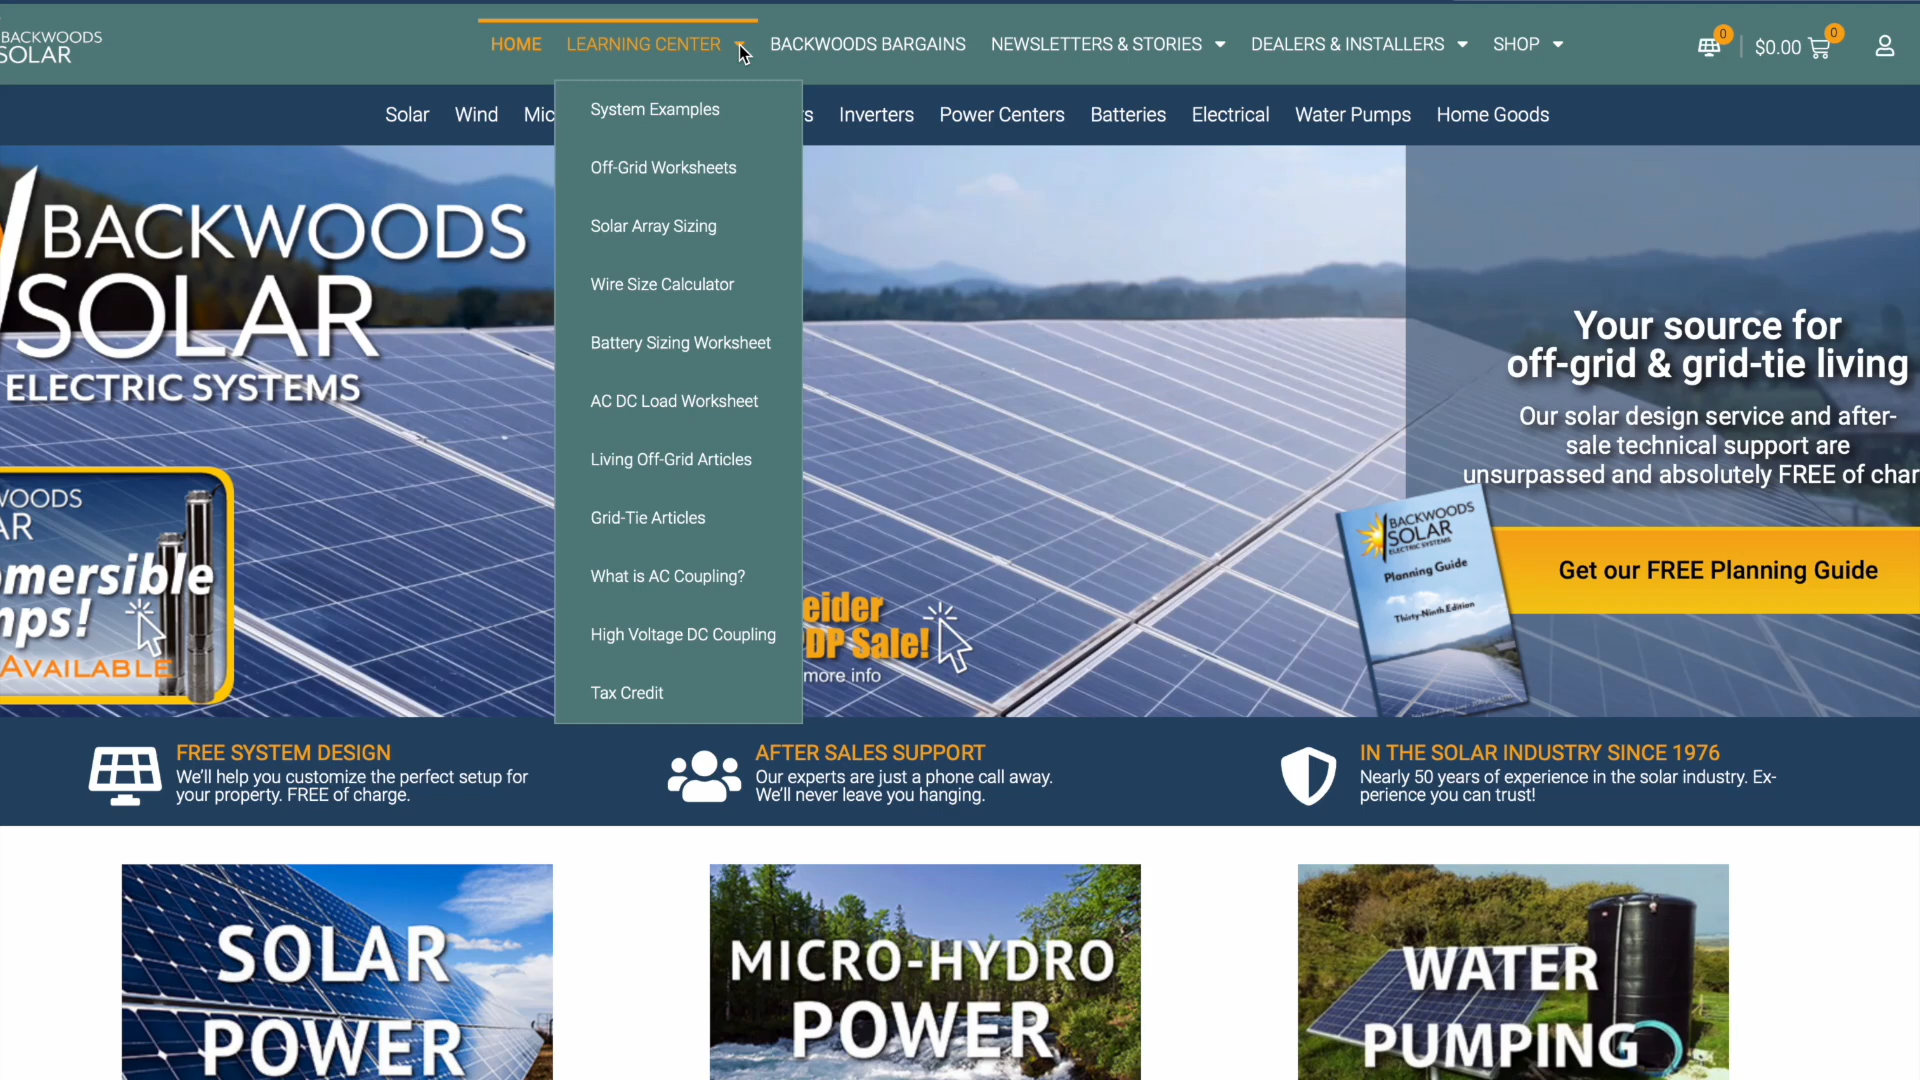 BACKWOODS
SOLAR
HOME
LEARNING CENTER
BACKWOODS BARGAINS
NEWSLETTERS & STORIES
DEALERS & INSTALLERS
SHOP
0
$0.00
0
Solar
Wind
Inverters
Power Centers
Batteries
Electrical
Water Pumps
Home Goods
System Examples
Off-Grid Worksheets
Solar Array Sizing
Wire Size Calculator
Battery Sizing Worksheet
AC DC Load Worksheet
Living Off-Grid Articles
Grid-Tie Articles
What is AC Coupling?
High Voltage DC Coupling
Tax Credit
BACKWOODS
SOLAR
ELECTRIC SYSTEMS
AVAILABLE
DP Sale!
more info
Your source for
off-grid & grid-tie living
Our solar design service and after-
sale technical support are
unsurpassed and absolutely FREE of
BACKWOODS
SOLAR
ELECTRIC SYSTEMS
Planning Guide
Thirty-Ninth Edition
Get our FREE Planning Guide
FREE SYSTEM DESIGN
We'll help you customize the perfect setup for
your property. FREE of charge.
AFTER SALES SUPPORT
Our experts are just a phone call away.
We'll never leave you hanging.
IN THE SOLAR INDUSTRY SINCE 1976
Nearly 50 years of experience in the solar industry. Ex-
perience you can trust!
SOLAR
POWER
MICRO-HYDRO
POWER
WATER
PUMPING